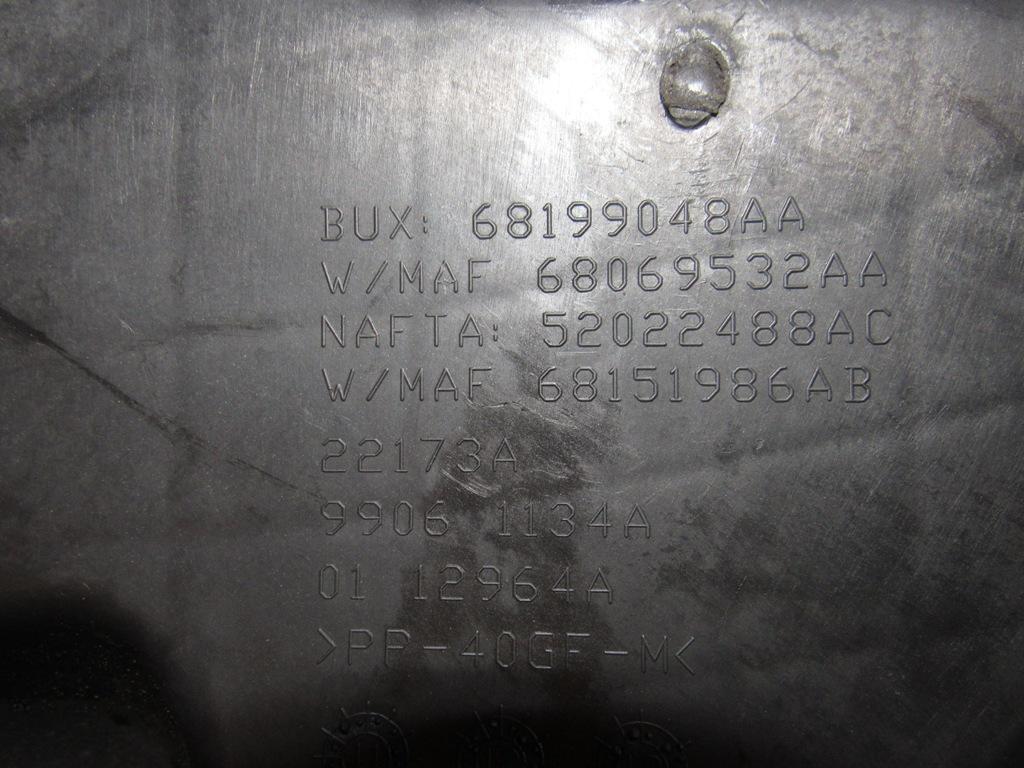 BUX: 68199048AA
W/MAF 68069532AA
NAFTA: 52022488AC
W/MAF 68151986AB
22173A
9906 1134A
01 12964A
>PP-40GF-M<